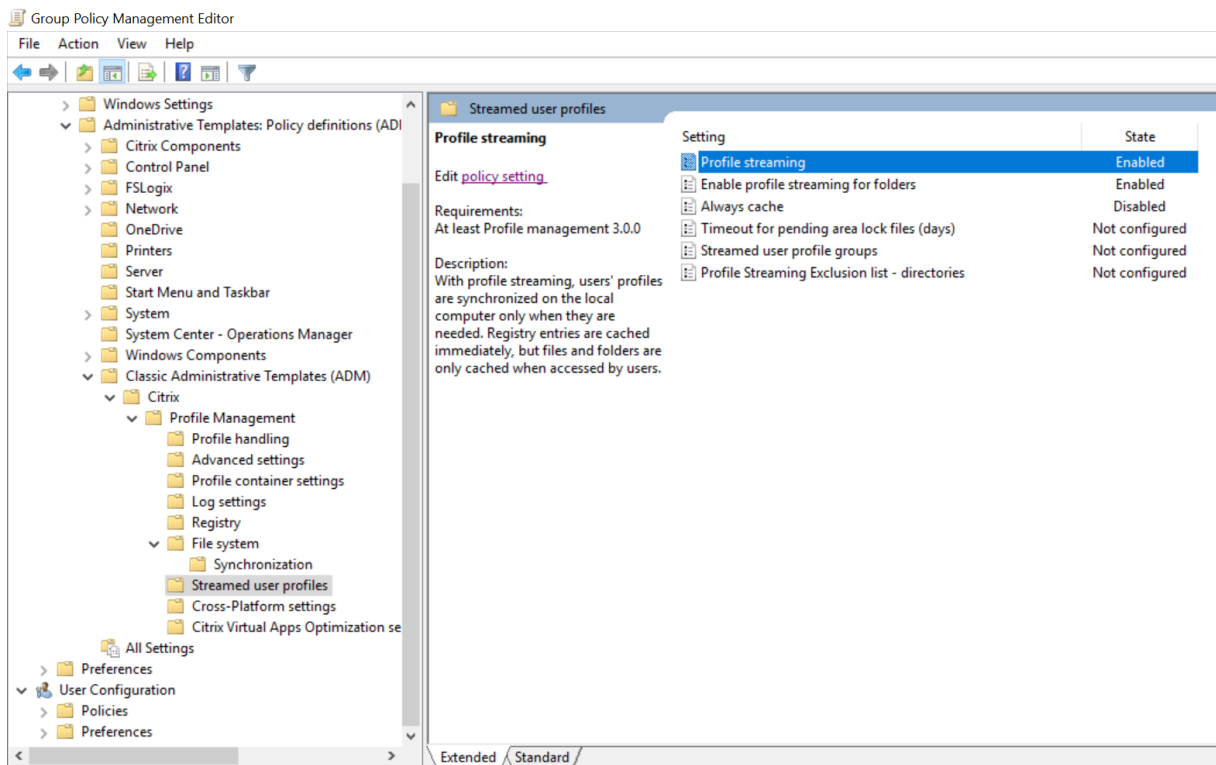 Group Policy Management Editor
File Action View Help
Windows Settings
Administrative Templates: Policy definitions (ADI
Citrix Components
Control Panel
FSLogix
Network
OneDrive
Printers
Server
Start Menu and Taskbar
System
System Center - Operations Manager
Windows Components
Classic Administrative Templates (ADM)
Citrix
Profile Management
Profile handling
Advanced settings
Profile container settings
Log settings
Registry
File system
Synchronization
Streamed user profiles
Cross-Platform settings
Citrix Virtual Apps Optimization se
All Settings
Preferences
User Configuration
Policies
Preferences
Streamed user profiles
Profile streaming
Edit policy setting
Requirements:
At least Profile management 3.0.0
Description:
With profile streaming, users' profiles
are synchronized on the local
computer only when they are
needed. Registry entries are cached
immediately, but files and folders are
only cached when accessed by users.
Setting State
Profile streaming Enabled
Enable profile streaming for folders Enabled
Always cache Disabled
Timeout for pending area lock files (days) Not configured
Streamed user profile groups Not configured
Profile Streaming Exclusion list - directories Not configured
Extended Standard